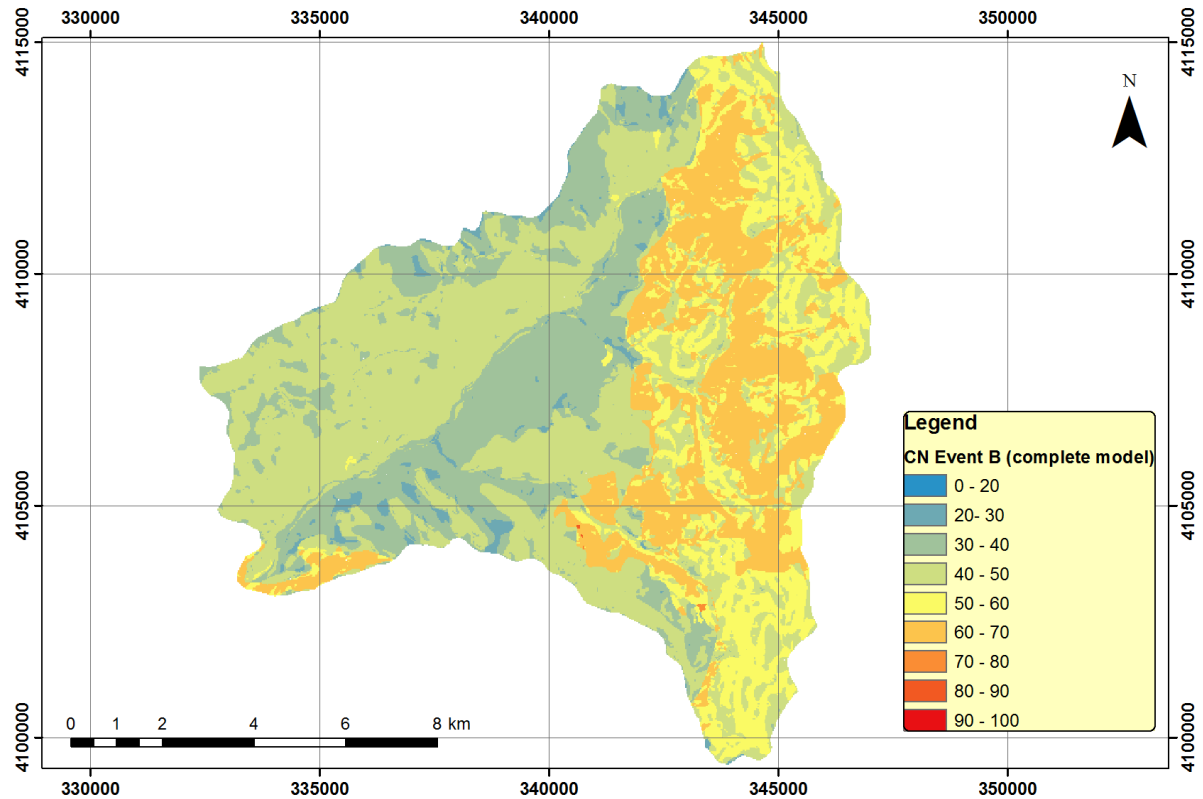 330000 335000 340000 345000 350000
4115000 4115000
N
4110000 4110000
Legend
CN Event B (complete model)
0 - 20
20- 30
30 - 40
40 - 50
50 - 60
60 - 70
70 - 80
80 - 90
90 - 100
4105000 4105000
0 1 2 4 6 8 km
4100000 4100000
330000 335000 340000 345000 350000